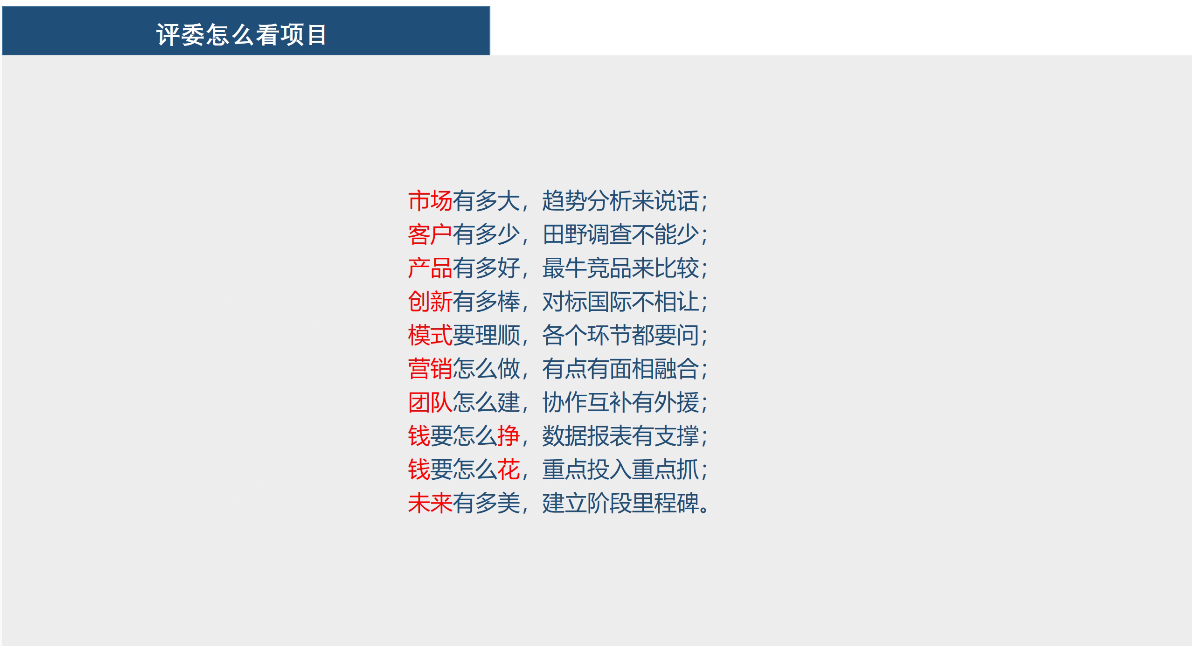 评委怎么看项目
市场有多大，趋势分析来说话；
客户有多少，田野调查不能少；
产品有多好，最牛竞品来比较；
创新有多棒，对标国际不相让；
模式要理顺，各个环节都要问；
营销怎么做，有点有面相融合；
团队怎么建，协作互补有外援；
钱要怎么挣，数据报表有支撑；
钱要怎么花，重点投入重点抓；
未来有多美，建立阶段里程碑。